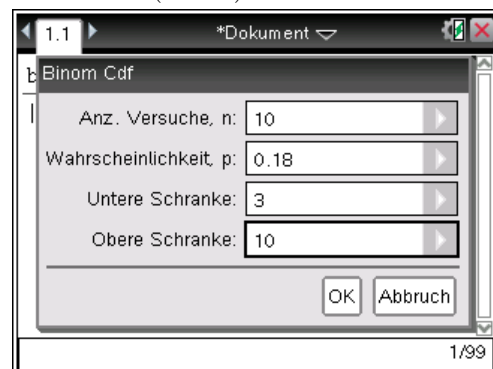 1.1 *Dokument
b
Binom Cdf
Anz. Versuche, n: 10
Wahrscheinlichkeit, p: 0.18
Untere Schranke: 3
Obere Schranke: 10
OK Abbruch
1/99